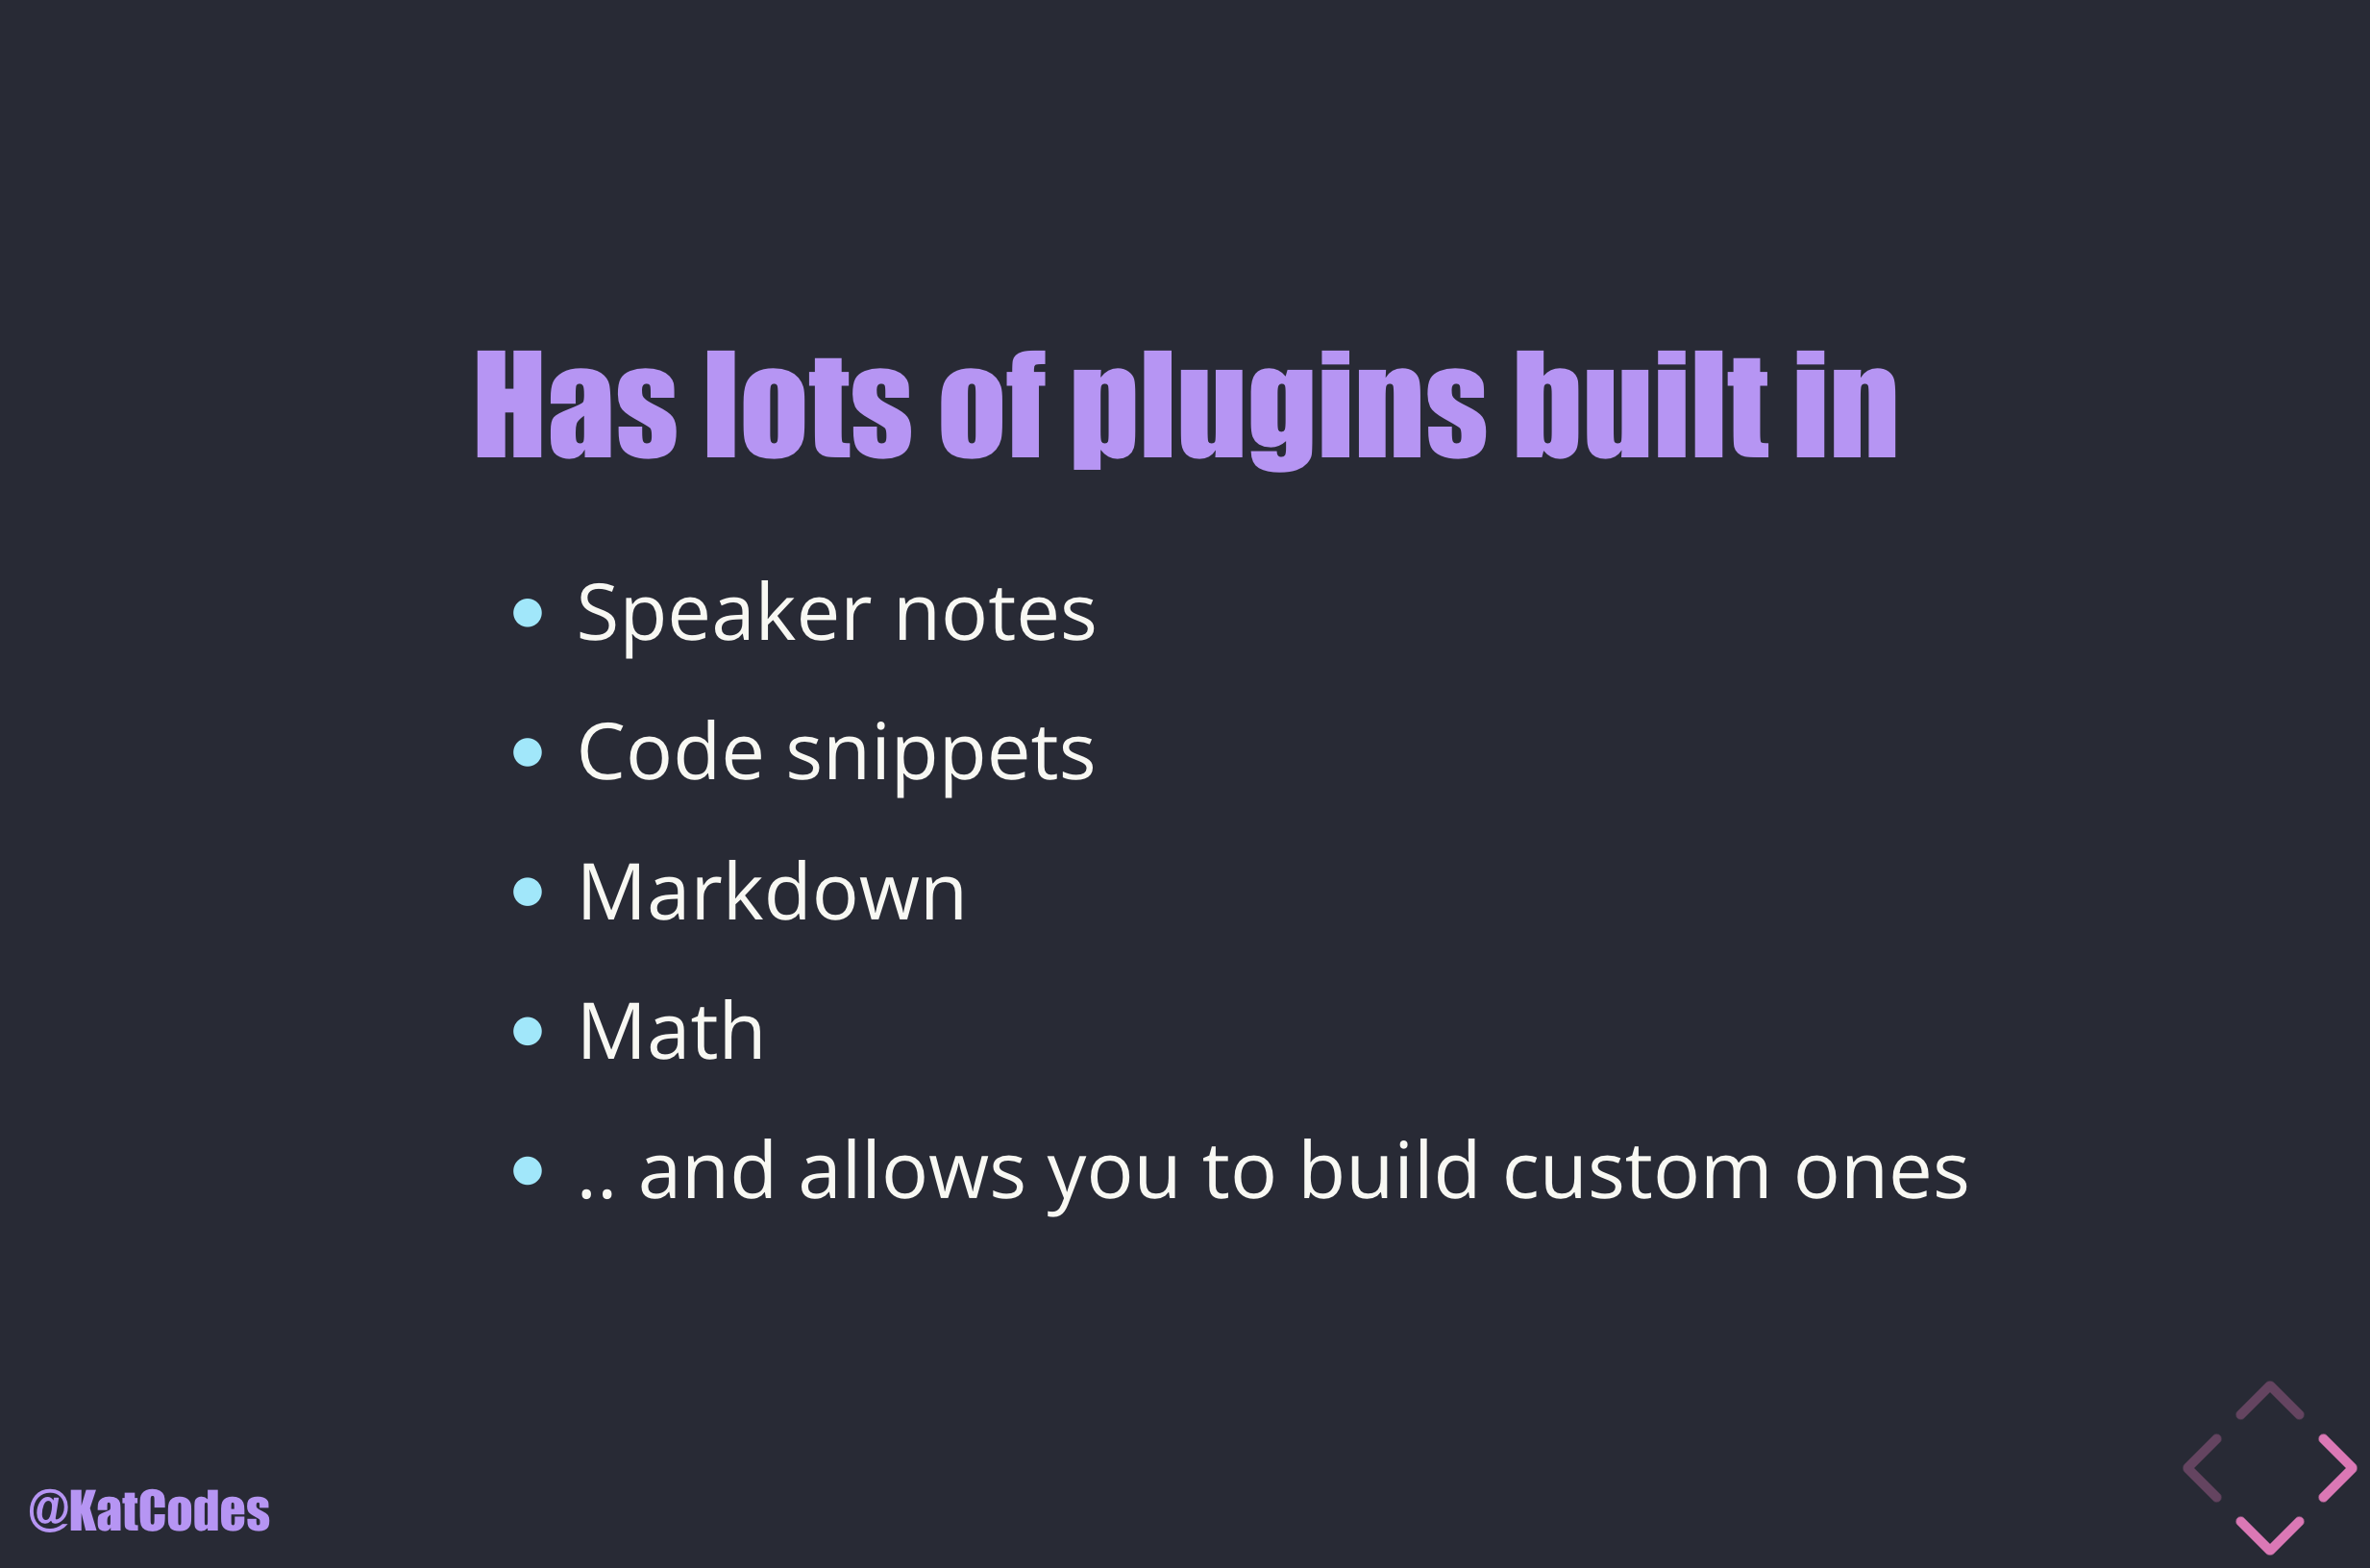 Has lots of plugins built in
• Speaker notes
• Code snippets
• Markdown
• Math
• .. and allows you to build custom ones
@KatCodes